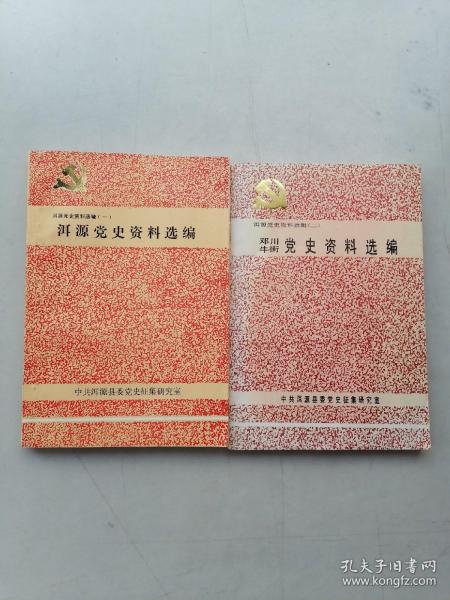 洱源党史资料选编（一）
洱源党史资料选编
中共洱源县委党史征集研究室
洱源党史资料选编（二）
邓川
牛街
党史资料选编
中共洱源县委党史征集研究室
孔夫子旧书网
www.kongfz.com